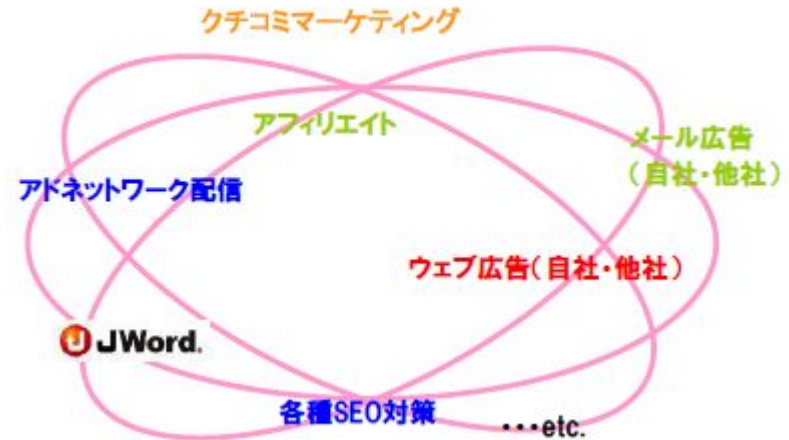 クチコミマーケティング
アフィリエイト
メール広告
（自社・他社）
アドネットワーク配信
ウェブ広告（自社・他社）
JWord.
各種SEO対策
・・・etc.